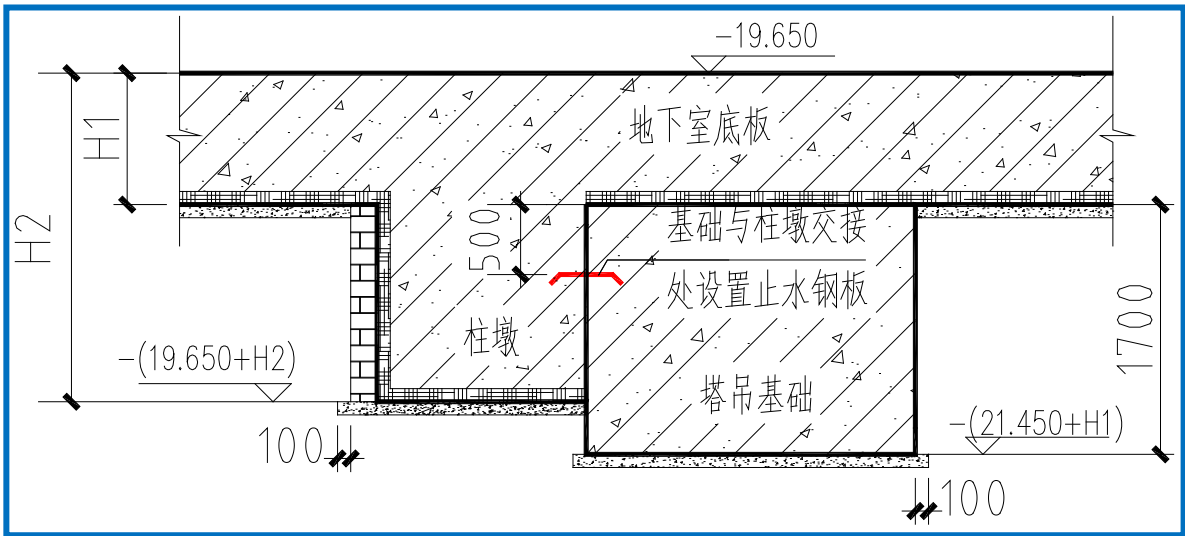 -19.650
H1
地下室底板
H2
500
基础与柱墩交接
处设置止水钢板
柱墩
1700
-(19.650+H2)
塔吊基础
-(21.450+H1)
100
100